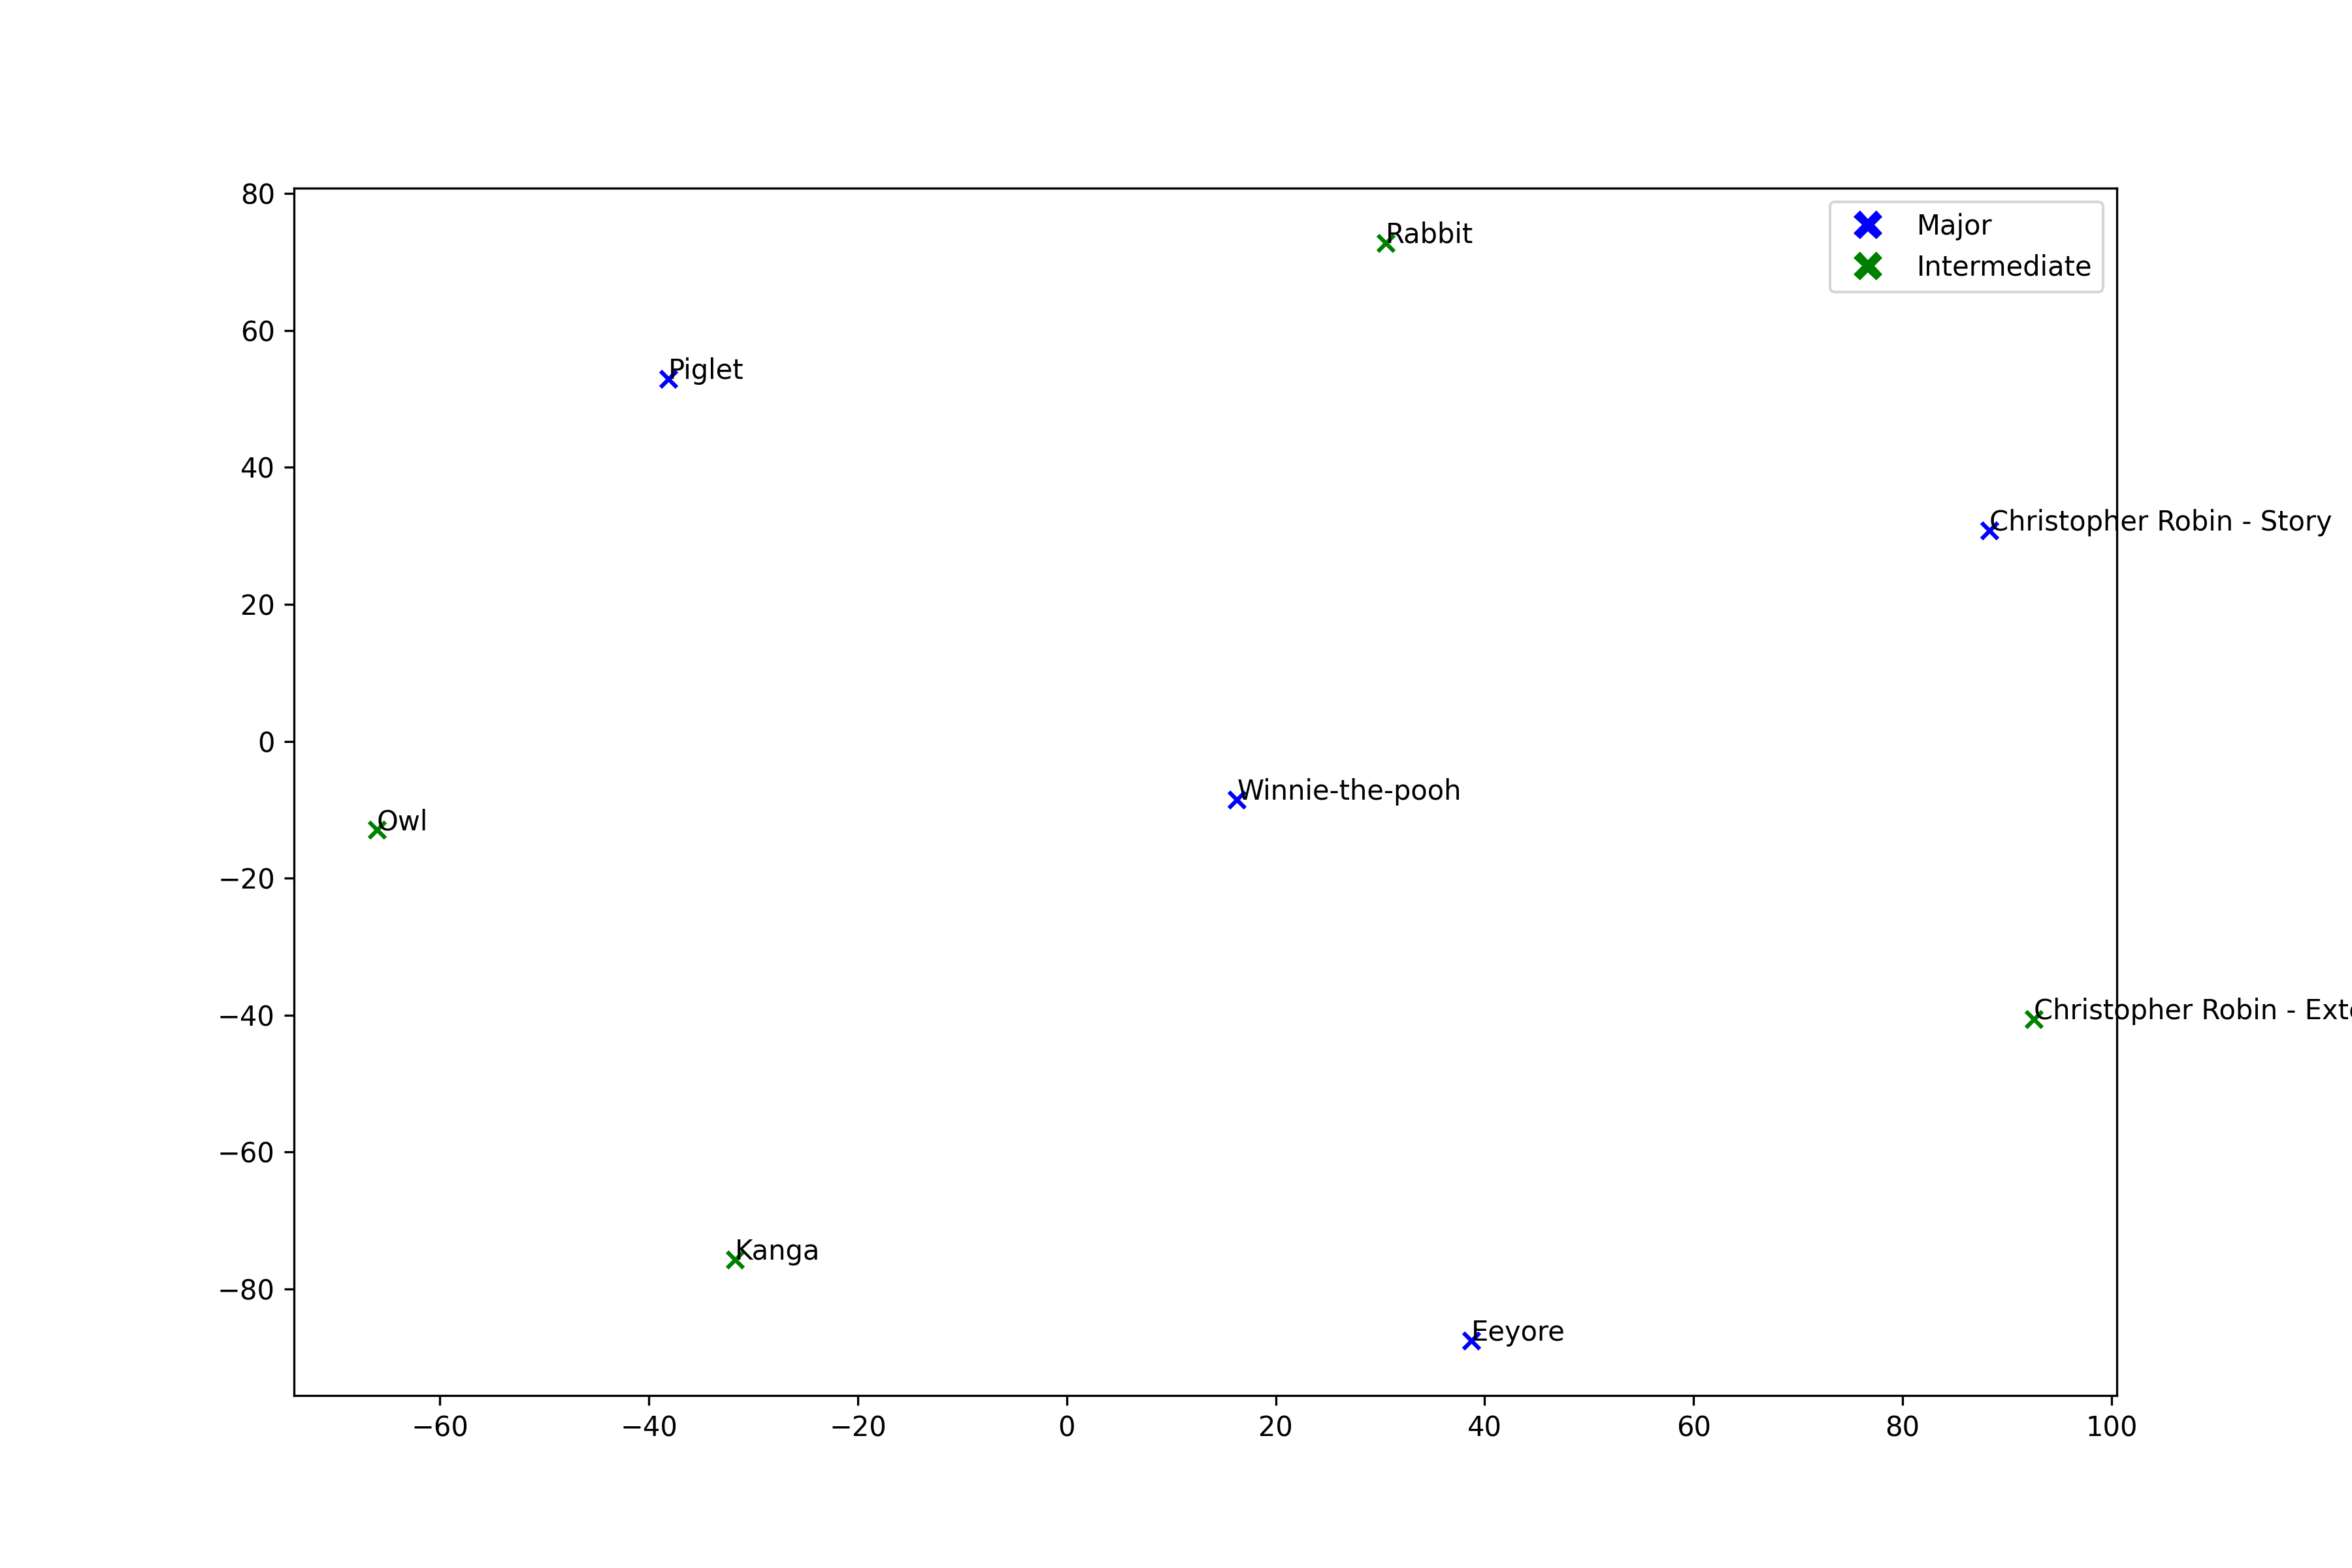 80
Rabbit
Major
Intermediate
60
Piglet
40
Christopher Robin - Story
20
0
Winnie-the-pooh
Owl
−20
−40
Christopher Robin -
−60
Kanga
−80
Eeyore
−60 −40 −20 0 20 40 60 80 100